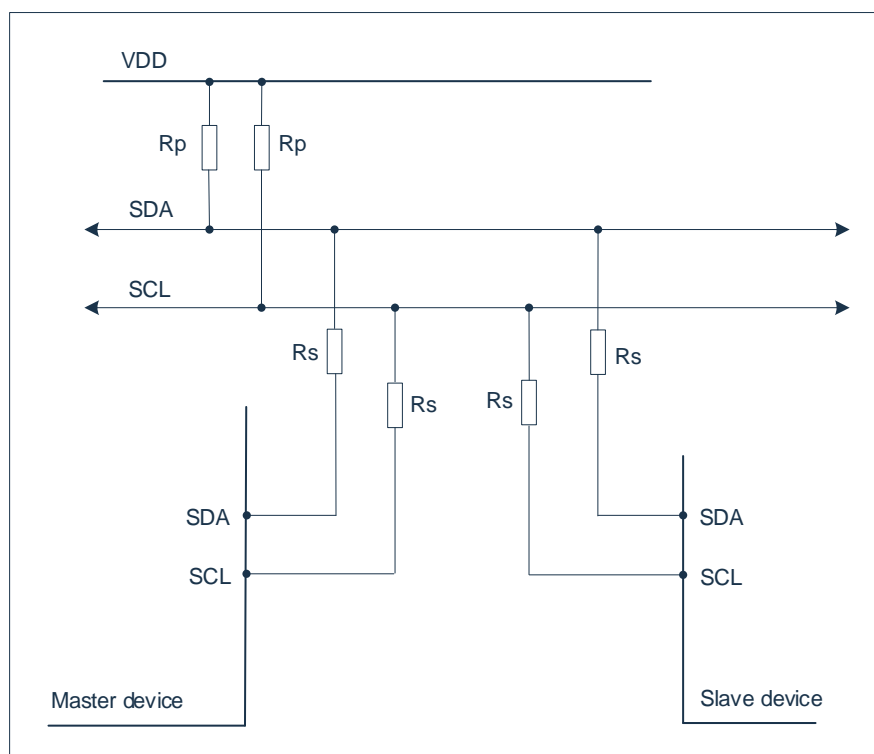 VDD
Rp Rp
SDA
SCL
Rs
Rs
Rs
Rs
SDA
SDA
SCL
SCL
Master device
Slave device